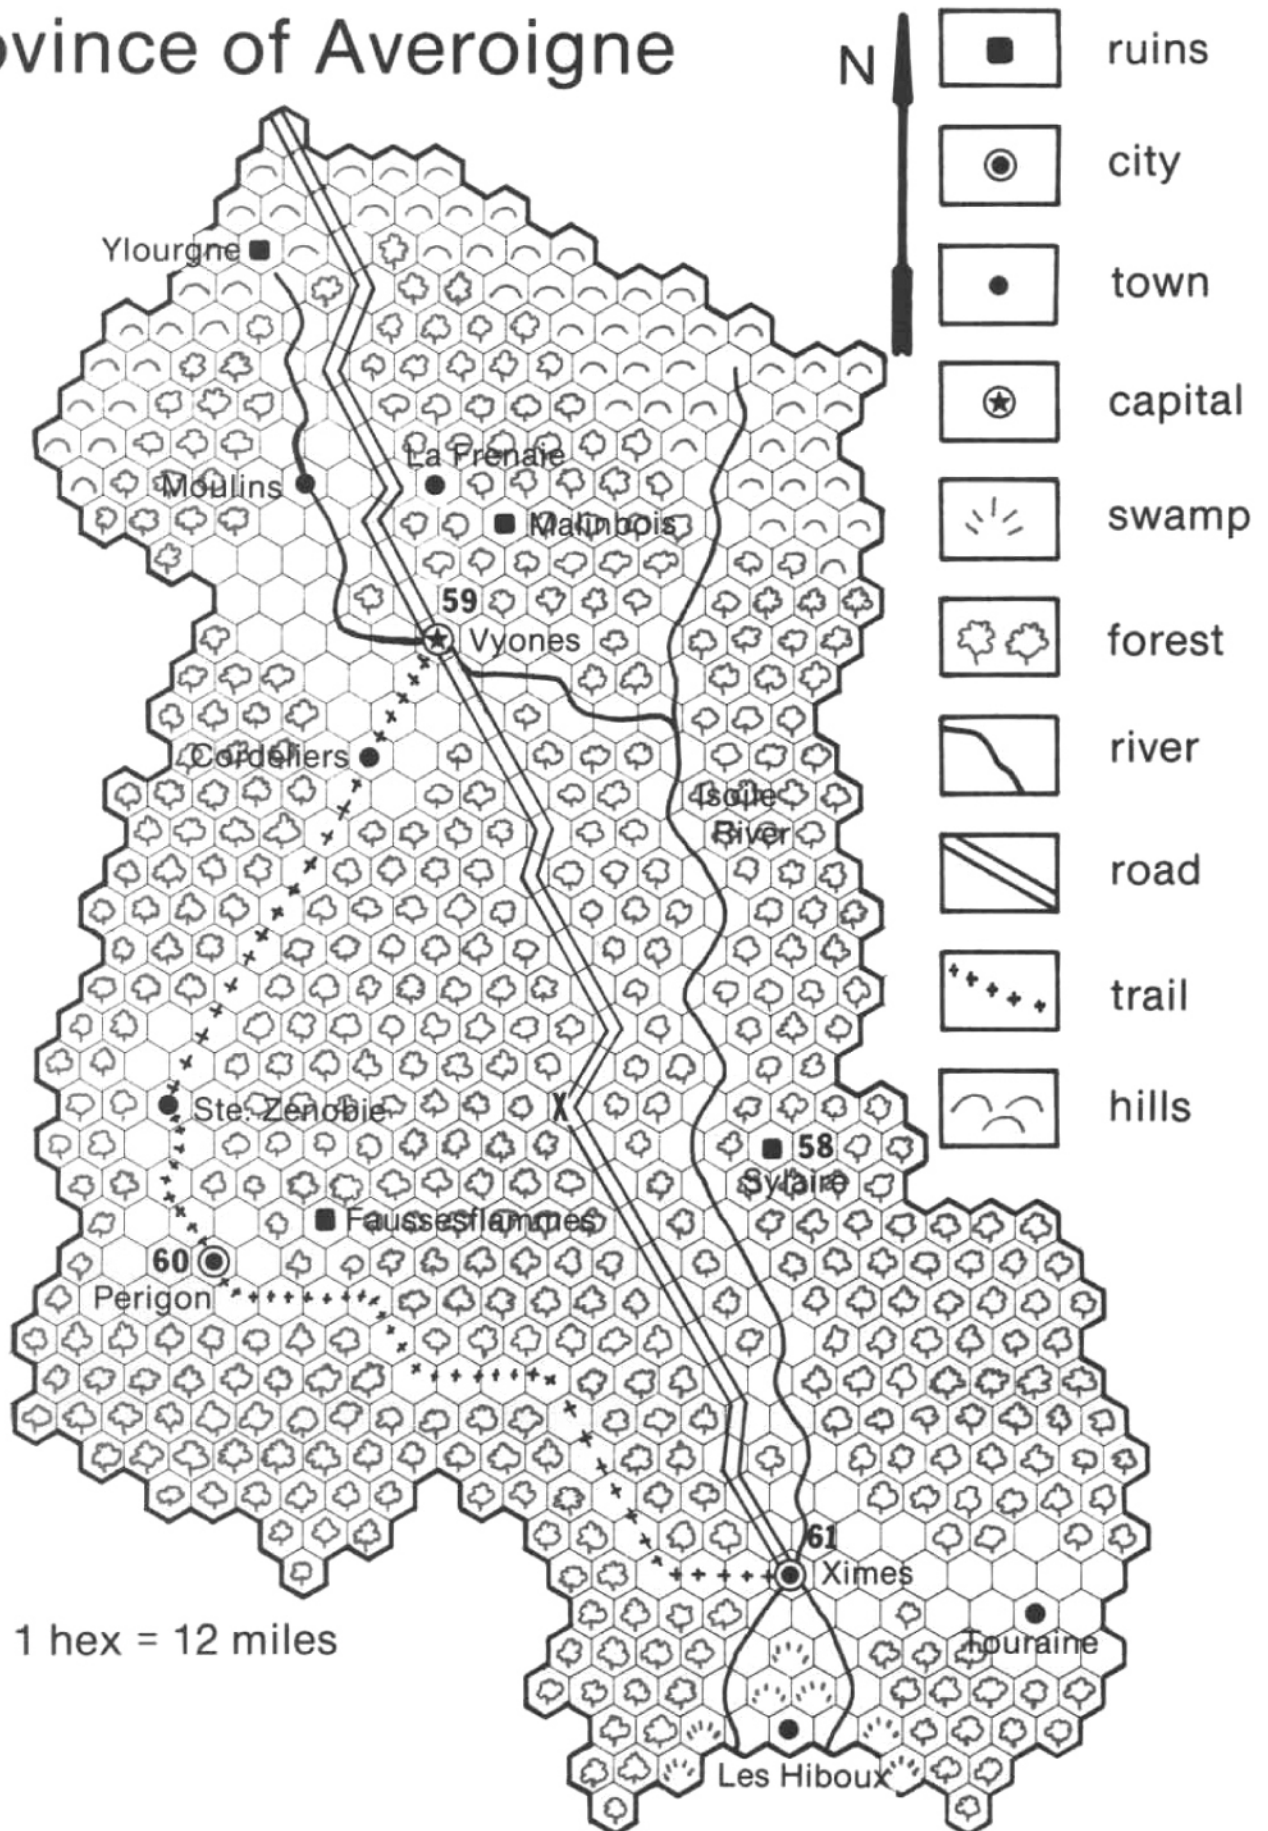 ovince of Averoigne
N
ruins
city
town
capital
swamp
forest
river
road
trail
hills
Ylourgne
La Frenaie
Moulins
Malinbois
59
Vyones
Cordeliers
Isoile
River
X
Ste. Zenobie
58
Sylaire
Faussesflammes
60
Perigon
61
Ximes
1 hex = 12 miles
Touraine
Les Hiboux